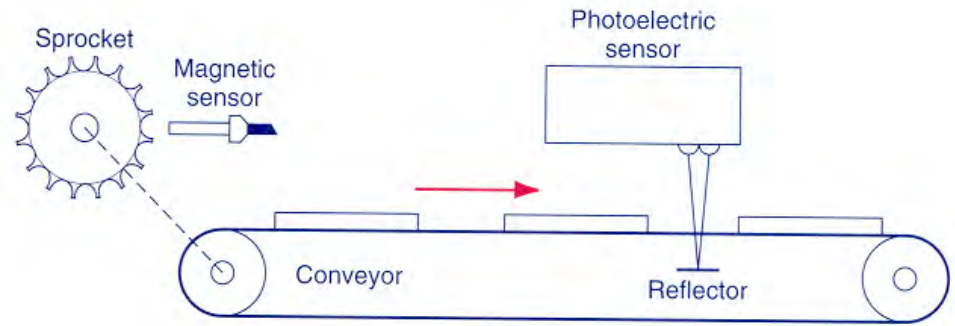 Sprocket
Magnetic
sensor
Photoelectric
sensor
Conveyor
Reflector